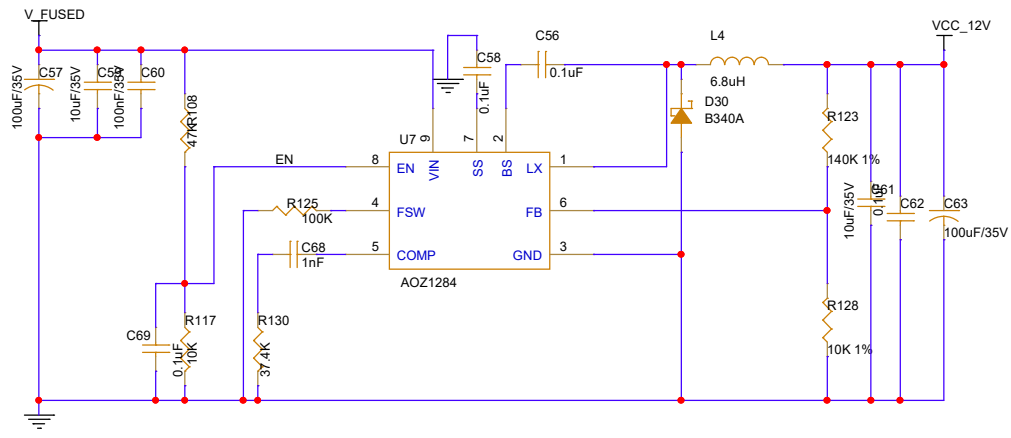 V_FUSED
VCC_12V
C57
100uF/35V
C59
10uF/35V
C60
100nF/35V
R108
47K
C58
0.1uF
C56
0.1uF
L4
6.8uH
D30
B340A
R123
140K 1%
U7
9
7
2
VIN
SS
BS
EN
8
EN
LX
1
R125
100K
4
FSW
FB
6
C68
1nF
5
COMP
GND
3
AOZ1284
C61
10uF/35V
C62
0.1uF
C63
100uF/35V
C69
0.1uF
R117
10K
R130
37.4K
R128
10K 1%